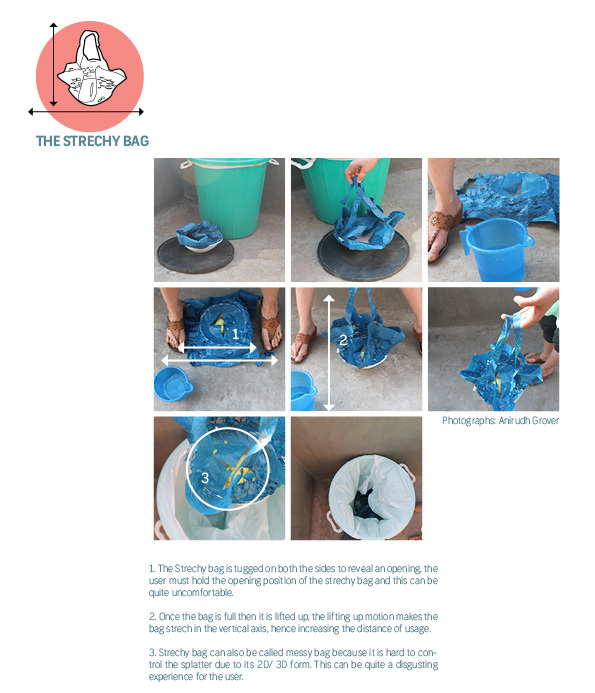 THE STRECHY BAG
1
2
Photographs: Anirudh Grover
3
1. The Strechy bag is tugged on both the sides to reveal an opening, the
user must hold the opening position of the strechy bag and this can be
quite uncomfortable.
2. Once the bag is full then it is lifted up, the lifting up motion makes the
bag strech in the vertical axis, hence increasing the distance of usage.
3. Strechy bag can also be called messy bag because it is hard to con-
trol the splatter due to its 2D/ 3D form. This can be quite a disgusting
experience for the user.